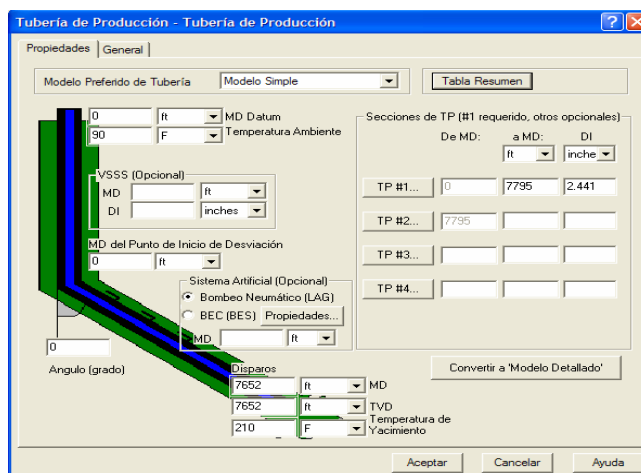 Tubería de Producción - Tubería de Producción
Propiedades
General
Modelo Preferido de Tubería
Modelo Simple
Tabla Resumen
0 ft MD Datum
90 F Temperatura Ambiente
VSSS (Opcional)
MD ft
DI inches
MD del Punto de Inicio de Desviación
0 ft
Sistema Artificial (Opcional)
Bombeo Neumático (LAG)
BEC (BES) Propiedades...
MD ft
0
Angulo (grado)
Disparos
7652 ft MD
7652 ft TVD
210 F Temperatura de Yacimiento
Secciones de TP (#1 requerido, otros opcionales)
De MD: a MD: DI
ft inche
TP #1... 0 7795 2.441
TP #2... 7795
TP #3...
TP #4...
Convertir a 'Modelo Detallado'
Aceptar
Cancelar
Ayuda